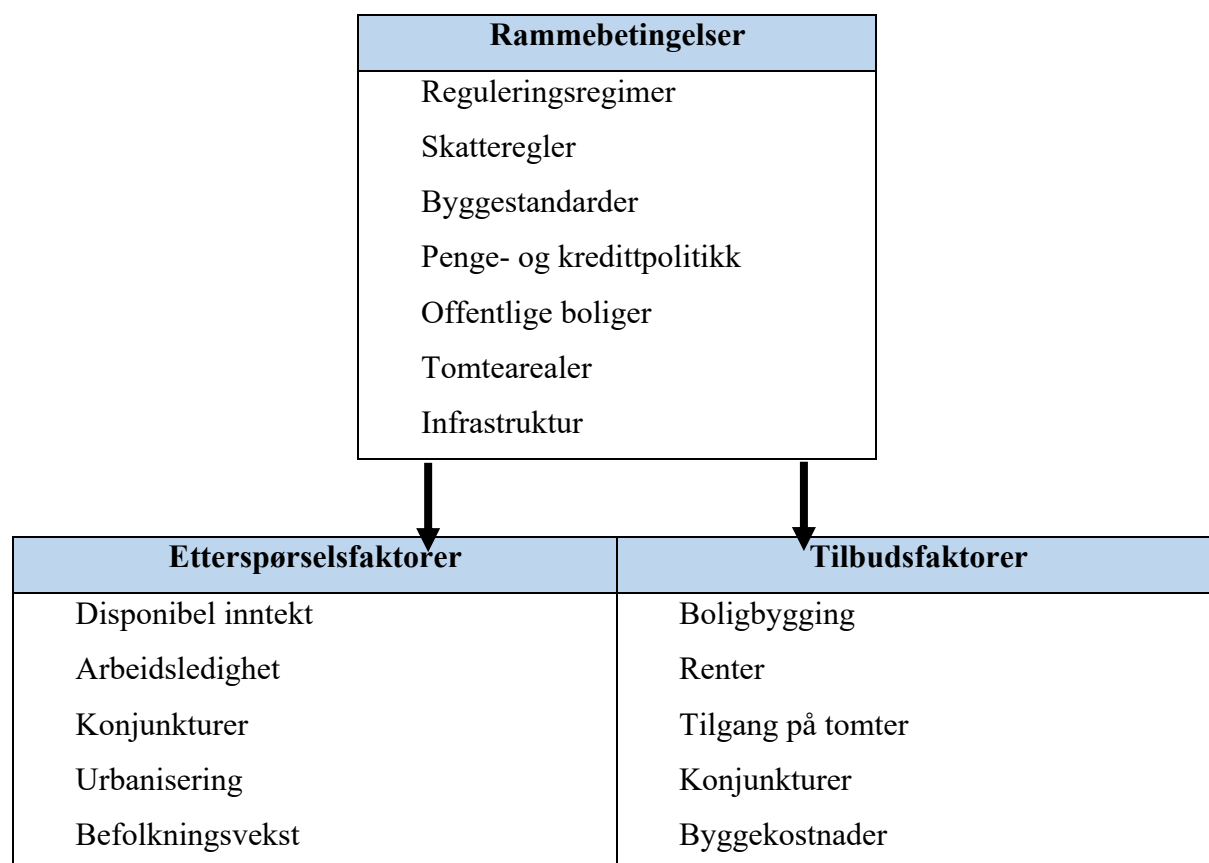 Rammebetingelser
Reguleringsregimer
Skatteregler
Byggestandarder
Penge- og kredittpolitikk
Offentlige boliger
Tomtearealer
Infrastruktur
Etterspørselsfaktorer
Disponibel inntekt
Arbeidsledighet
Konjunkturer
Urbanisering
Befolkningsvekst
Tilbudsfaktorer
Boligbygging
Renter
Tilgang på tomter
Konjunkturer
Byggekostnader